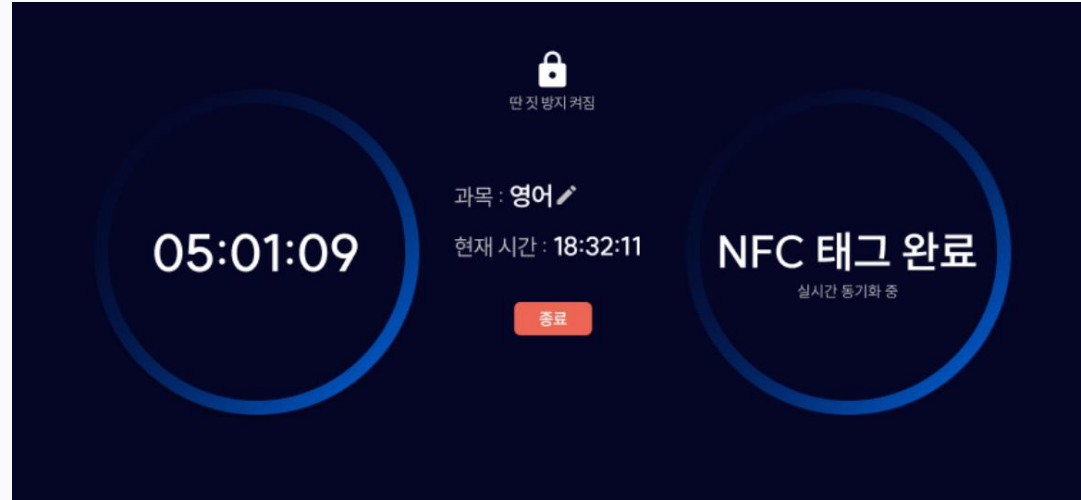 딴 짓 방지 켜짐
05:01:09
과목 : 영어
현재 시간 : 18:32:11
종료
NFC 태그 완료
실시간 동기화 중